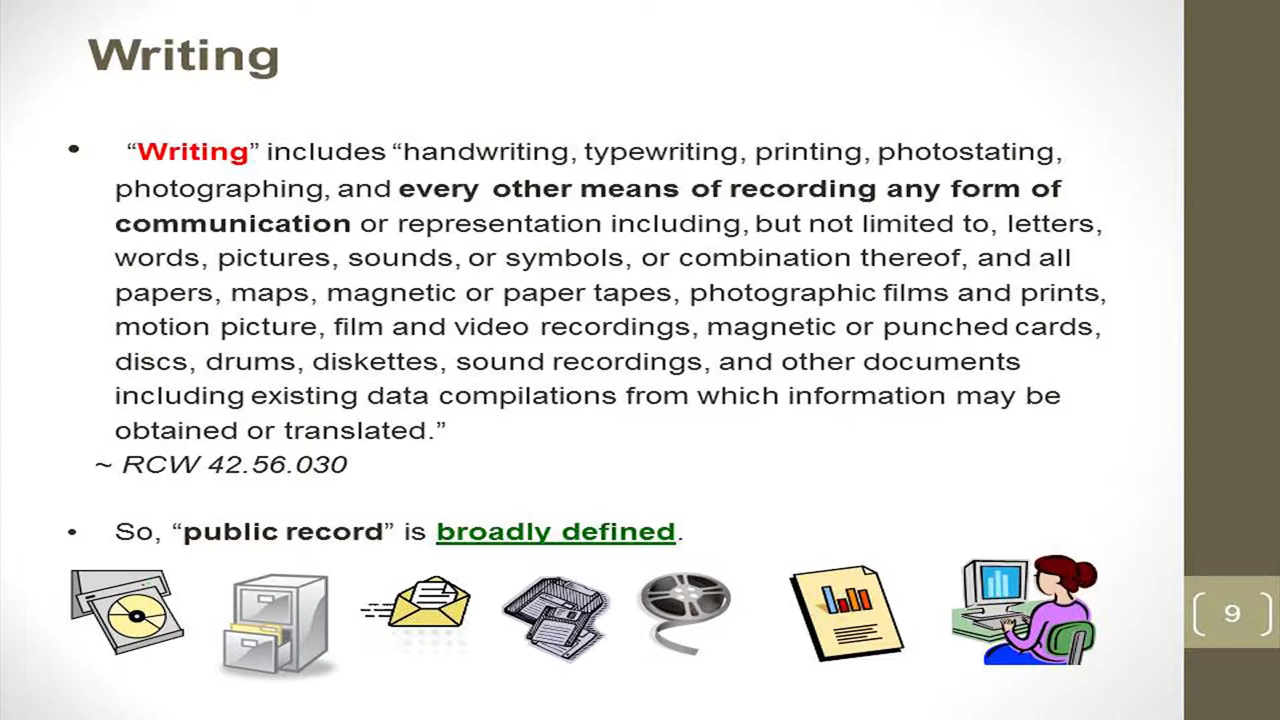 Writing
• “Writing” includes “handwriting, typewriting, printing, photostating,
photographing, and every other means of recording any form of
communication or representation including, but not limited to, letters,
words, pictures, sounds, or symbols, or combination thereof, and all
papers, maps, magnetic or paper tapes, photographic films and prints,
motion picture, film and video recordings, magnetic or punched cards,
discs, drums, diskettes, sound recordings, and other documents
including existing data compilations from which information may be
obtained or translated.”
~ RCW 42.56.030
• So, “public record” is broadly defined.
9